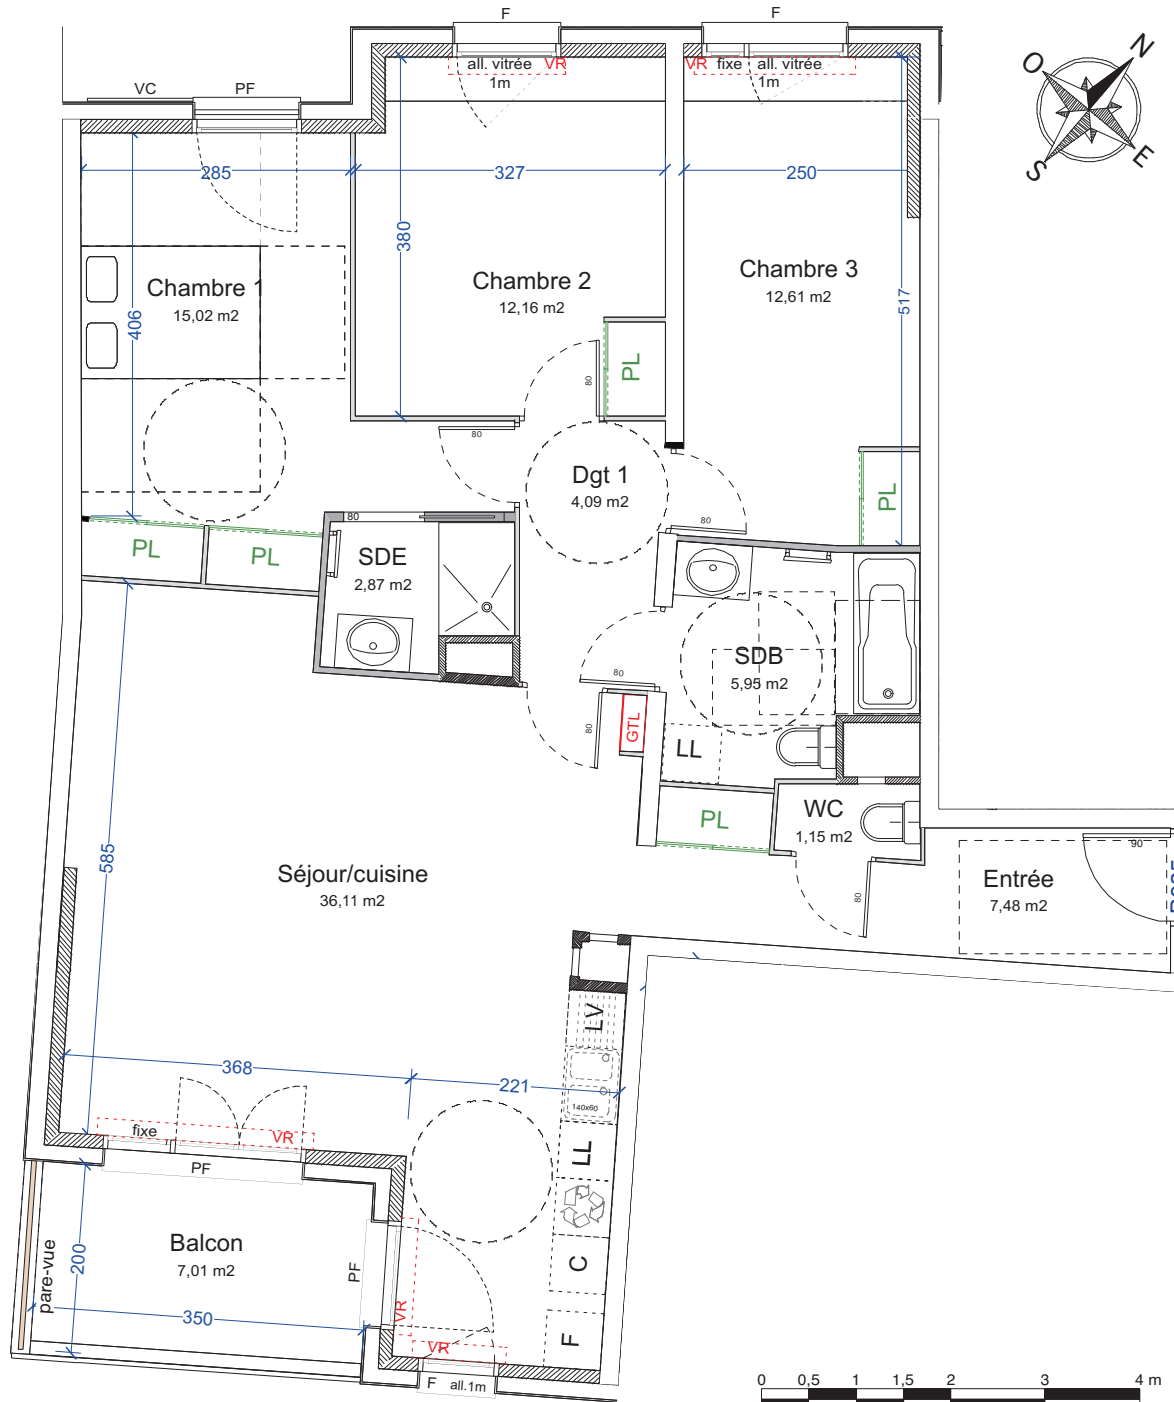 F
F
VC
PF
all. vitrée
VR
1m
VR
fixe
all. vitrée
1m
N
O
E
S
285
327
250
380
406
517
Chambre 1
15,02 m2
Chambre 2
12,16 m2
Chambre 3
12,61 m2
PL
80
80
Dgt 1
4,09 m2
PL
80
80
PL
PL
SDE
2,87 m2
SDB
5,95 m2
80
80
GTL
LL
PL
WC
1,15 m2
80
Entrée
7,48 m2
90
585
Séjour/cuisine
36,11 m2
LV
140x60
368
221
fixe
VR
PF
LL
Balcon
7,01 m2
pare-vue
200
350
PF
VR
C
F
VR
F
all.1m
0 0,5 1 1,5 2 3 4 m